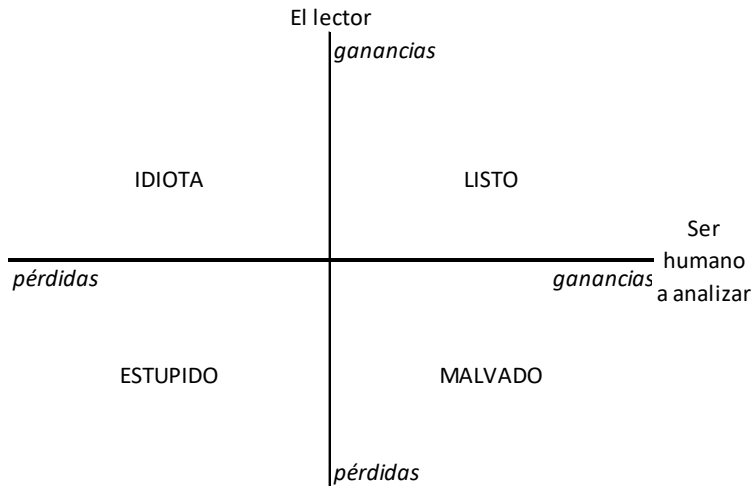 El lector
ganancias
IDIOTA
LISTO
Ser
humano
a analizar
pérdidas
ganancias
ESTUPIDO
MALVADO
pérdidas